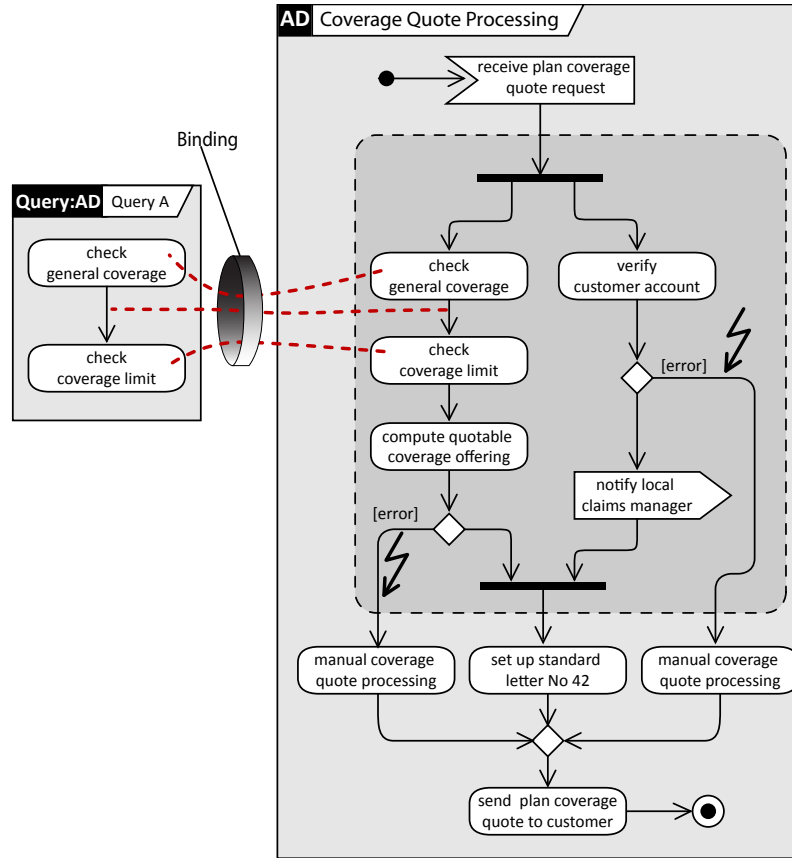 AD Coverage Quote Processing
receive plan coverage
quote request
Binding
Query:AD Query A
check
general coverage
check
coverage limit
check
general coverage
verify
customer account
check
coverage limit
[error]
compute quotable
coverage offering
notify local
claims manager
[error]
manual coverage
quote processing
set up standard
letter No 42
manual coverage
quote processing
send plan coverage
quote to customer